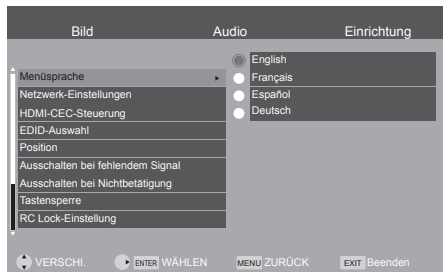 Bild Audio Einrichtung
English
Menüsprache Français
Netzwerk-Einstellungen Español
HDMI-CEC-Steuerung Deutsch
EDID-Auswahl
Position
Ausschalten bei fehlendem Signal
Ausschalten bei Nichtbetätigung
Tastensperre
RC Lock-Einstellung
VERSCHI. ENTER WÄHLEN MENU ZURÜCK EXIT Beenden